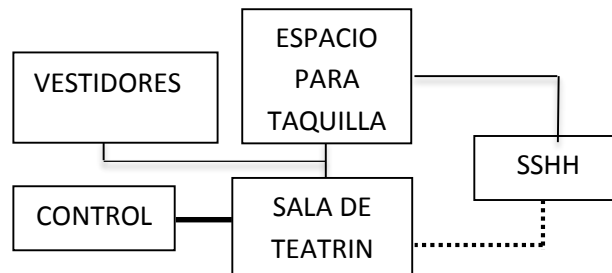 VESTIDORES
ESPACIO
PARA
TAQUILLA
SSHH
CONTROL
SALA DE
TEATRIN